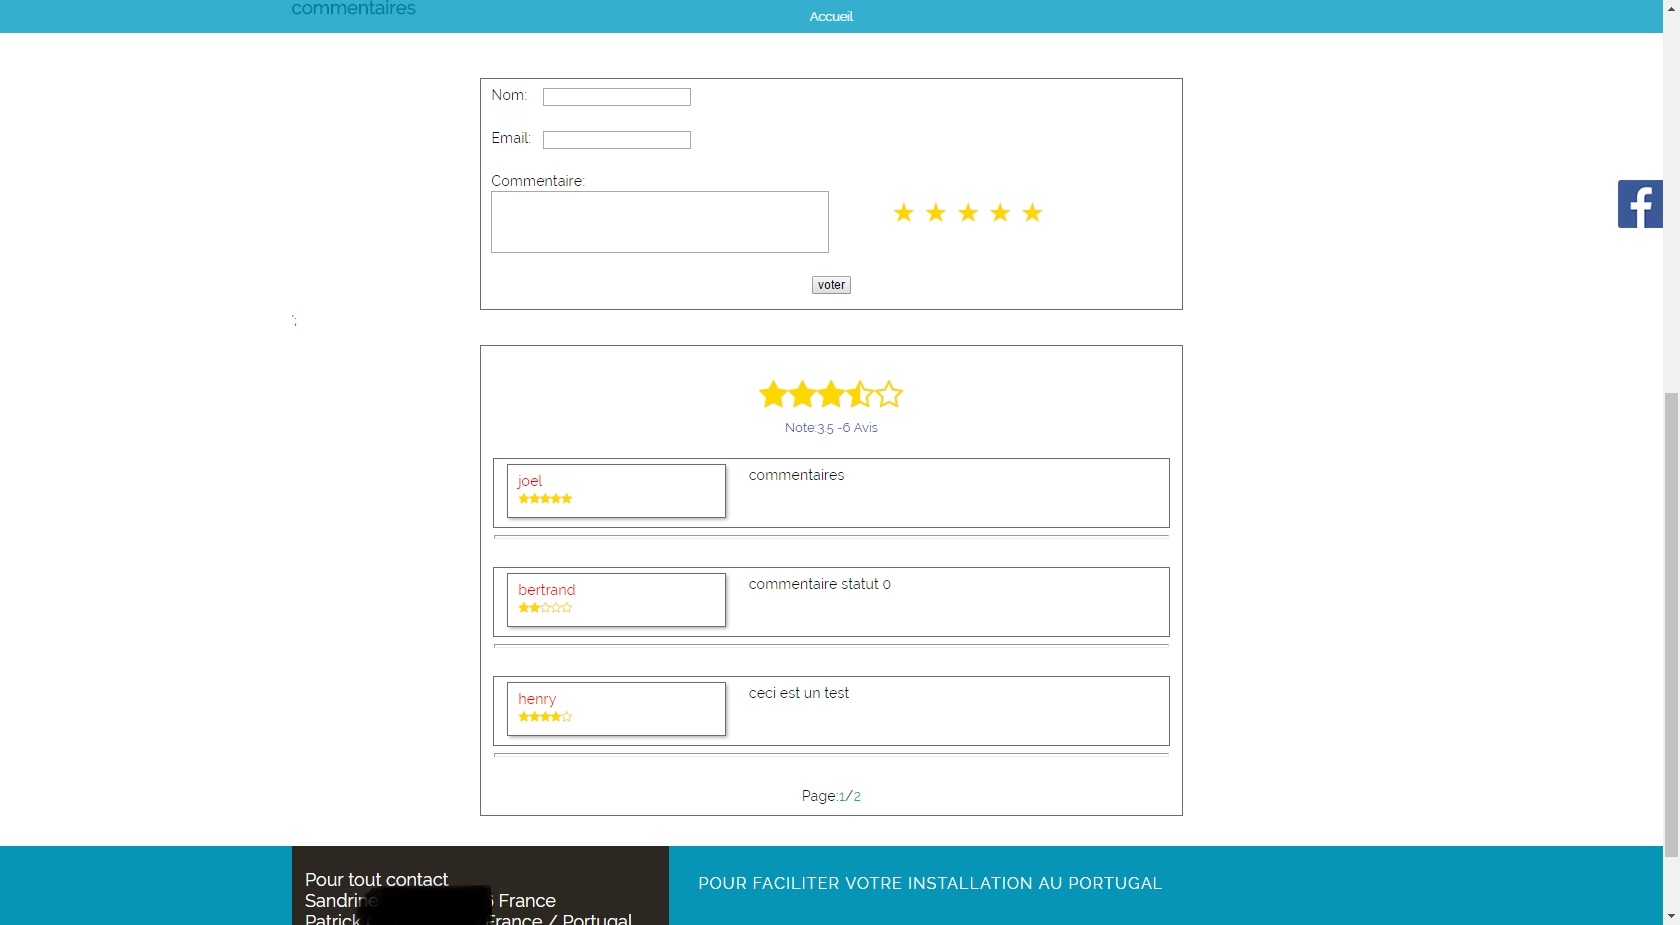 commentaires
Accueil
Nom:
Email:
Commentaire:
voter
`;
Note:3.5 -6 Avis
joel
commentaires
bertrand
commentaire statut 0
henry
ceci est un test
Page:1/2
Pour tout contact
Sandrine France
Patrick France / Portugal
POUR FACILITER VOTRE INSTALLATION AU PORTUGAL